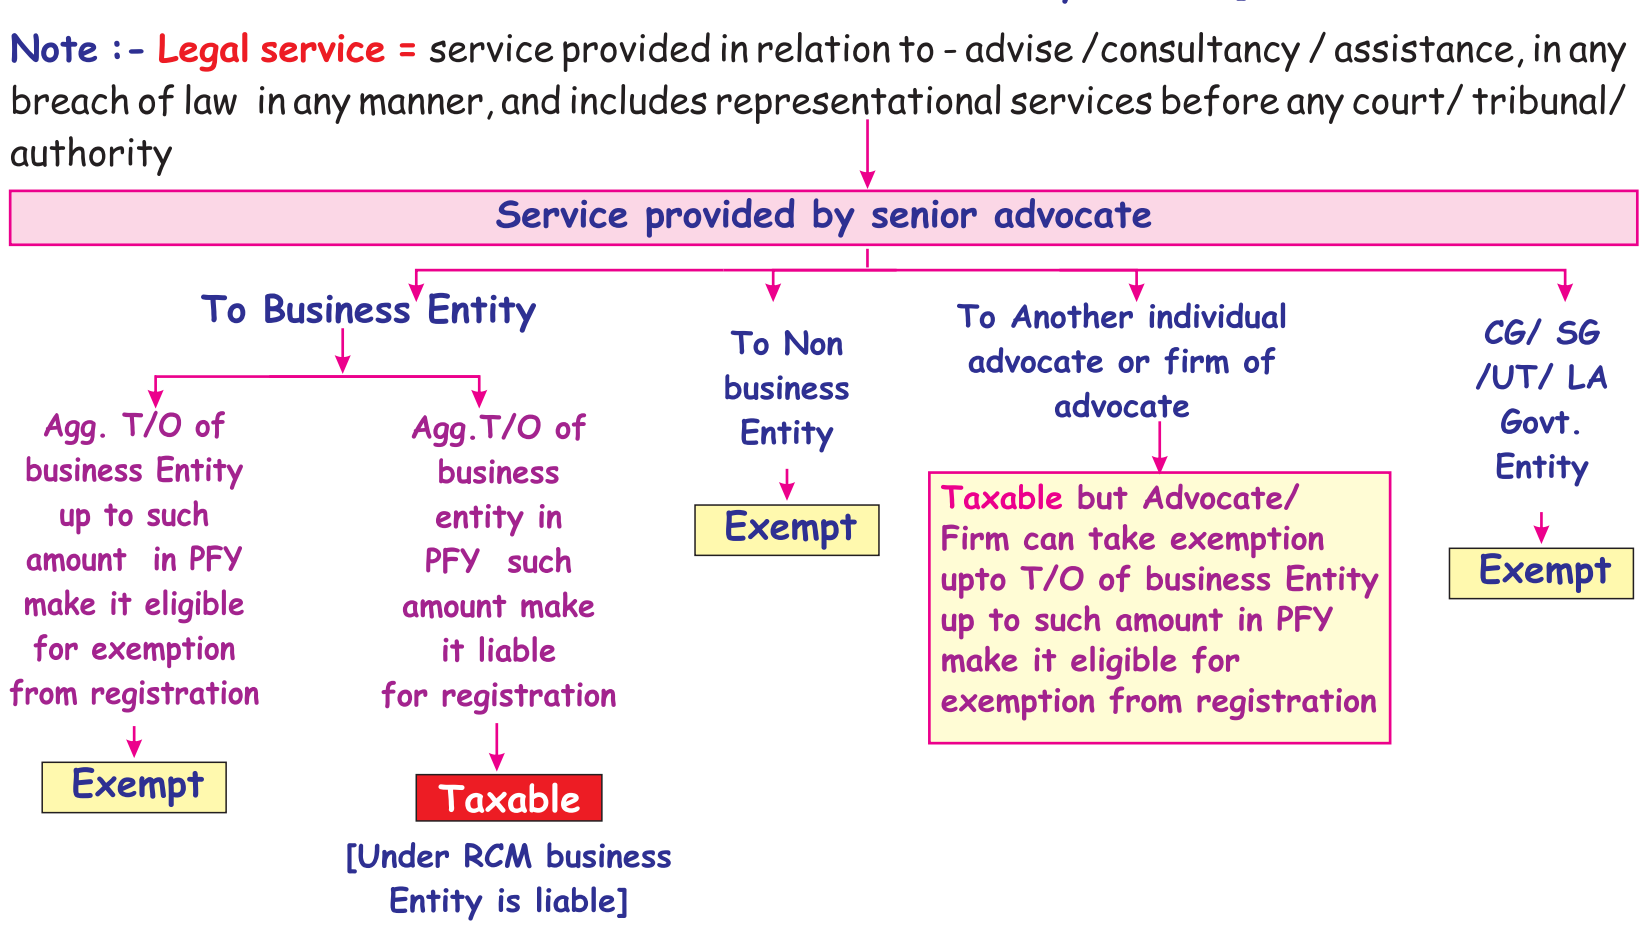 Note :- Legal service = service provided in relation to - advise /consultancy / assistance, in any
breach of law in any manner, and includes representational services before any court/ tribunal/
authority
Service provided by senior advocate
To Business Entity
Agg. T/O of
business Entity
up to such
amount in PFY
make it eligible
for exemption
from registration
Exempt
Agg.T/O of
business
entity in
PFY such
amount make
it liable
for registration
Taxable
[Under RCM business
Entity is liable]
To Non
business
Entity
Exempt
To Another individual
advocate or firm of
advocate
Taxable but Advocate/
Firm can take exemption
upto T/O of business Entity
up to such amount in PFY
make it eligible for
exemption from registration
CG/ SG
/UT/ LA
Govt.
Entity
Exempt